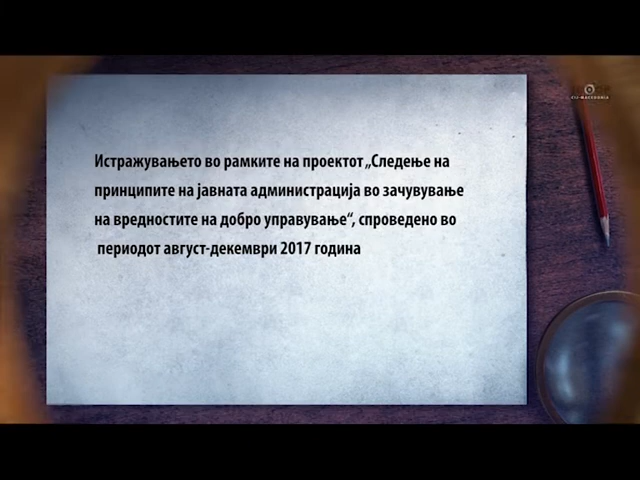 Истражувањето во рамките на проектот „Следење на
принципите на јавната администрација во зачувување
на вредностите на добро управување“, спроведено во
периодот август-декември 2017 година